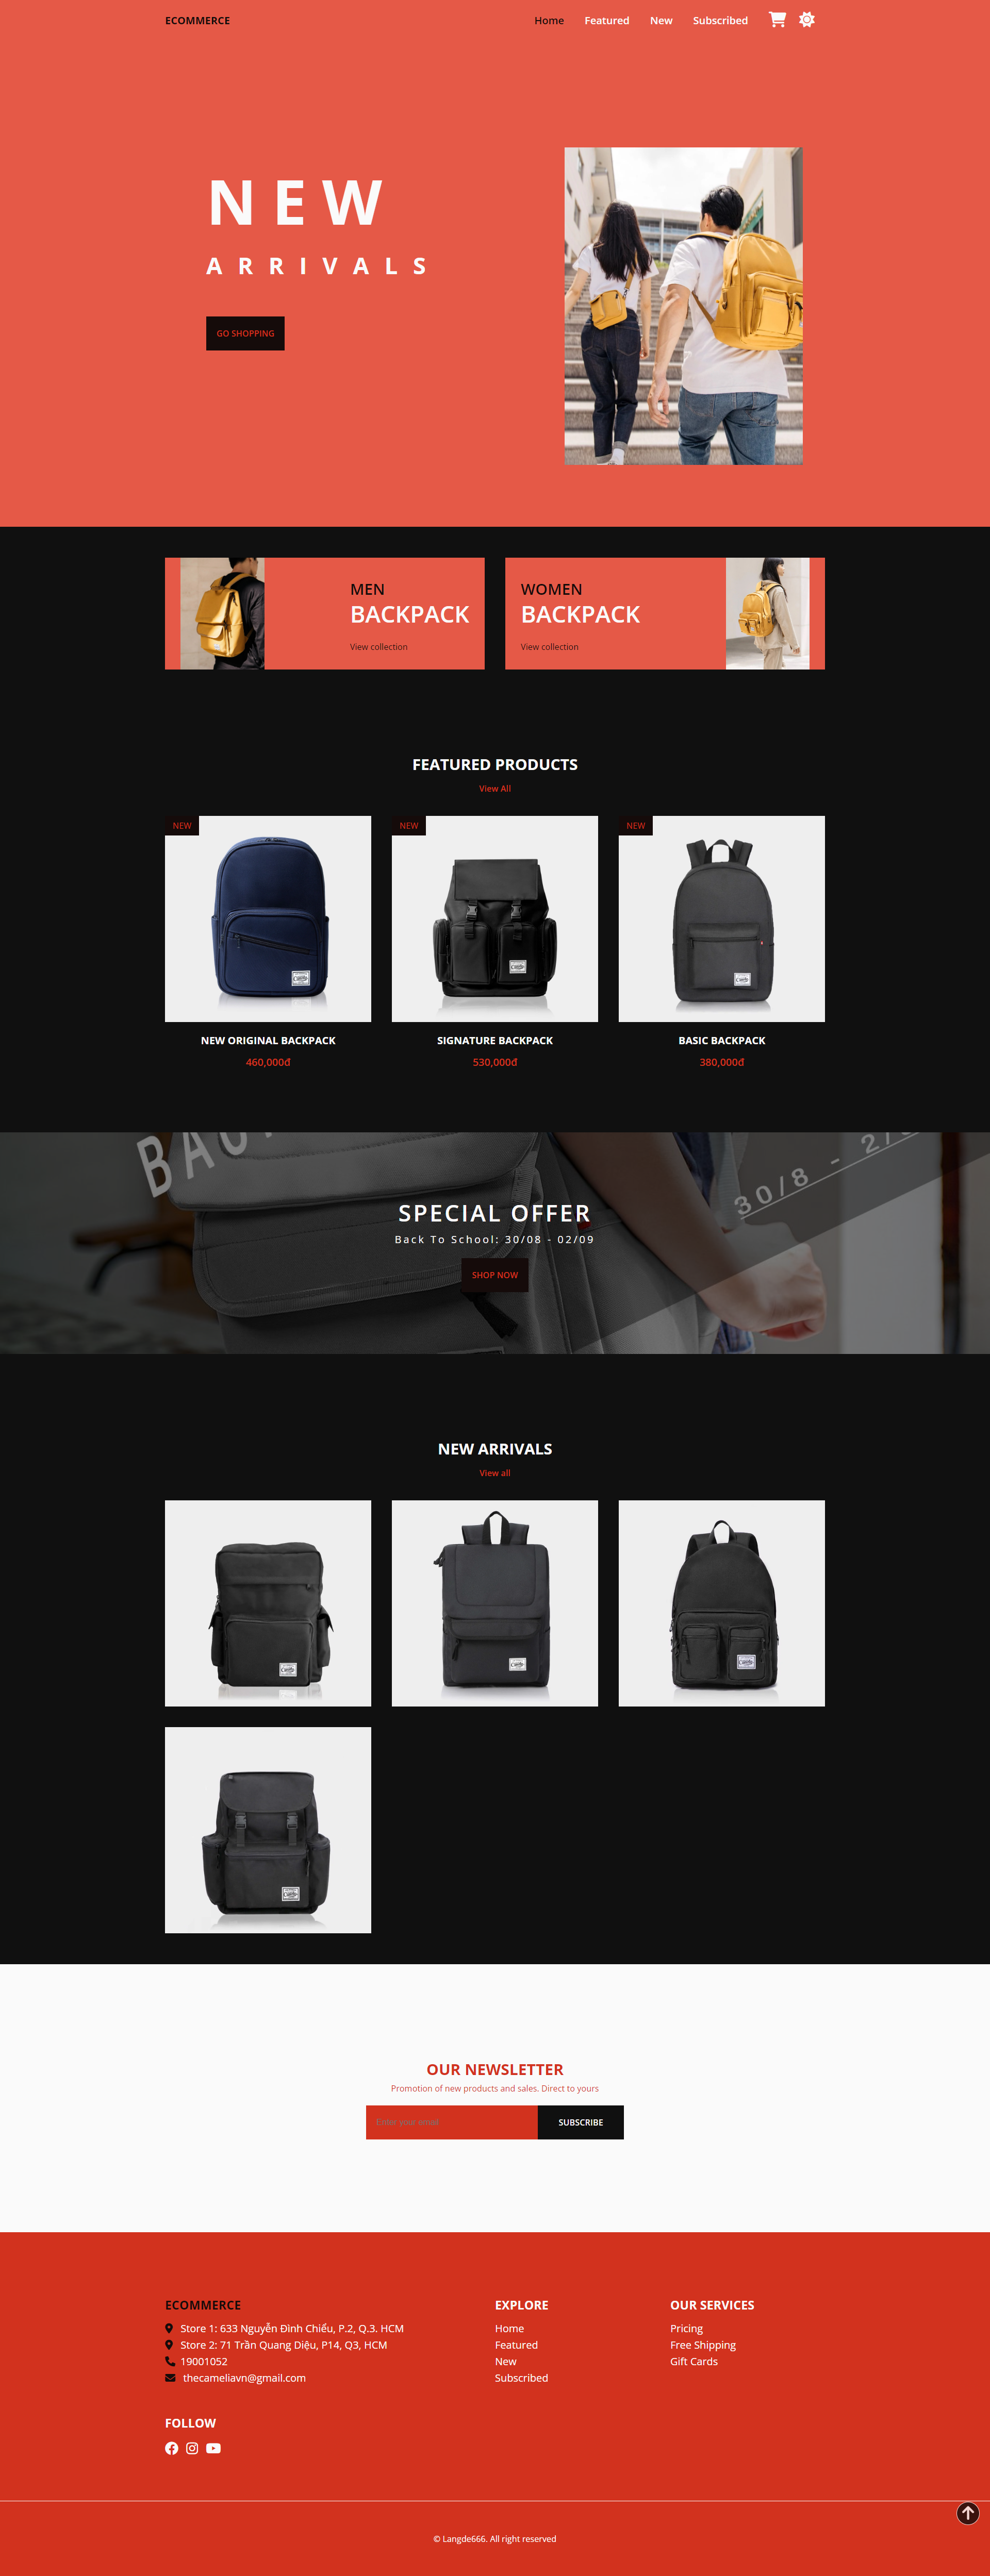 ECOMMERCE
Home Featured New Subscribed
NEW
ARRIVALS
GO SHOPPING
MEN
BACKPACK
View collection
WOMEN
BACKPACK
View collection
FEATURED PRODUCTS
View All
NEW
NEW
NEW
NEW ORIGINAL BACKPACK
460,000đ
SIGNATURE BACKPACK
530,000đ
BASIC BACKPACK
380,000đ
SPECIAL OFFER
Back To School: 30/08 - 02/09
SHOP NOW
NEW ARRIVALS
View all
OUR NEWSLETTER
Promotion of new products and sales. Direct to yours
Enter your email
SUBSCRIBE
ECOMMERCE
Store 1: 633 Nguyễn Đình Chiểu, P.2, Q.3. HCM
Store 2: 71 Trần Quang Diệu, P14, Q3, HCM
19001052
thecameliavn@gmail.com
FOLLOW
EXPLORE
Home
Featured
New
Subscribed
OUR SERVICES
Pricing
Free Shipping
Gift Cards
© Langde666. All right reserved